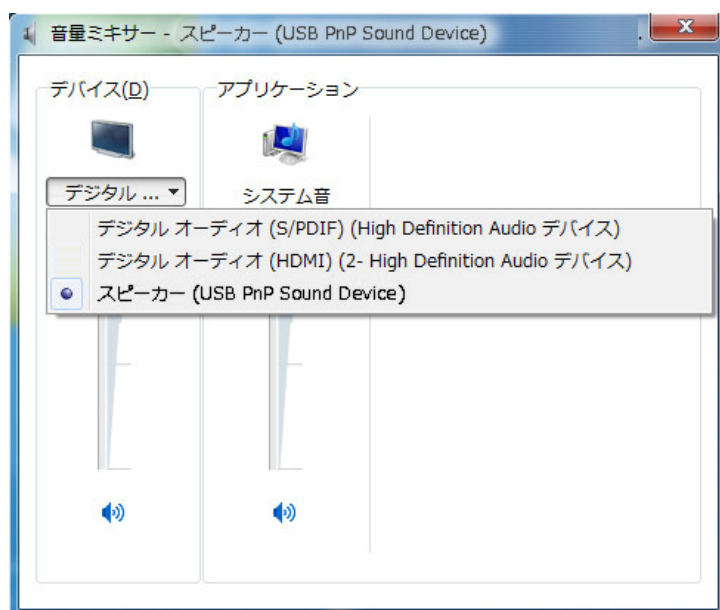 音量ミキサー - スピーカー (USB PnP Sound Device)
デバイス(D)
アプリケーション
デジタル ...
システム音
デジタル オーディオ (S/PDIF) (High Definition Audio デバイス)
デジタル オーディオ (HDMI) (2- High Definition Audio デバイス)
スピーカー (USB PnP Sound Device)